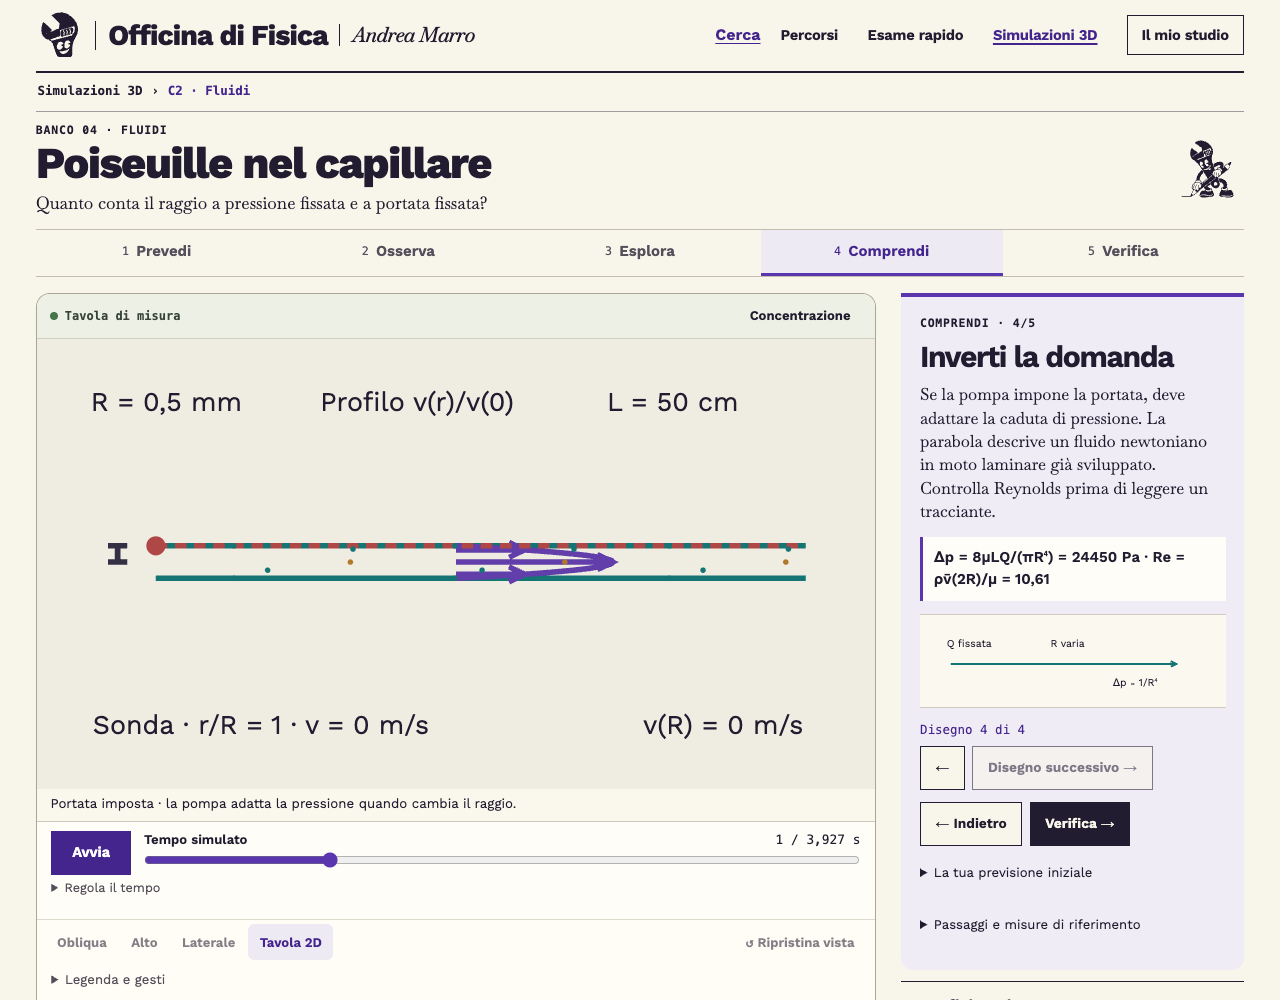 Officina di Fisica
Andrea Marro
Cerca
Percorsi
Esame rapido
Simulazioni 3D
Il mio studio
Simulazioni 3D › C2 · Fluidi
BANCO 04 · FLUIDI
Poiseuille nel capillare
Quanto conta il raggio a pressione fissata e a portata fissata?
1 Prevedi
2 Osserva
3 Esplora
4 Comprendi
5 Verifica
Tavola di misura
Concentrazione
R = 0,5 mm
Profilo v(r)/v(0)
L = 50 cm
Sonda · r/R = 1 · v = 0 m/s
v(R) = 0 m/s
Portata imposta · la pompa adatta la pressione quando cambia il raggio.
Avvia
Tempo simulato
1 / 3,927 s
▶ Regola il tempo
Obliqua
Alto
Laterale
Tavola 2D
↺ Ripristina vista
▶ Legenda e gesti
COMPRENDI · 4/5
Inverti la domanda
Se la pompa impone la portata, deve
adattare la caduta di pressione. La
parabola descrive un fluido newtoniano
in moto laminare già sviluppato.
Controlla Reynolds prima di leggere un
tracciante.
Δp = 8μLQ/(πR⁴) = 24450 Pa · Re =
ρv̄(2R)/μ = 10,61
Q fissata
R varia
Δp ~ 1/R⁴
Disegno 4 di 4
←
Disegno successivo →
← Indietro
Verifica →
▶ La tua previsione iniziale
▶ Passaggi e misure di riferimento